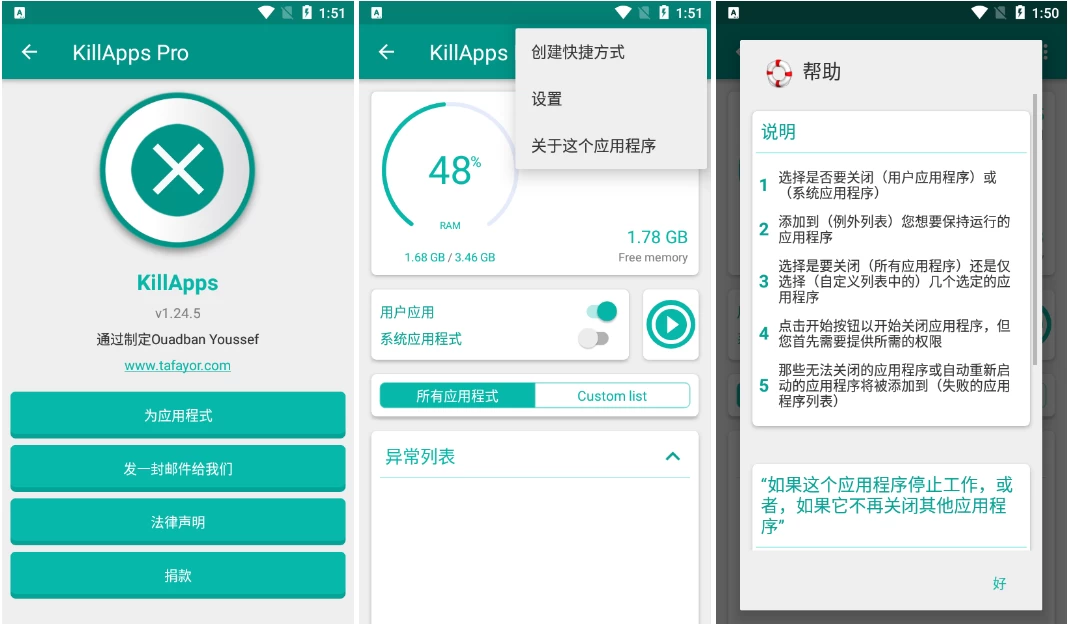 A
1:51
KillApps Pro
KillApps
v1.24.5
通过制定Ouadban Youssef
www.tafayor.com
为应用程式
发一封邮件给我们
法律声明
捐款
A
1:51
KillApps
创建快捷方式
设置
关于这个应用程序
48%
RAM
1.68 GB / 3.46 GB
1.78 GB
Free memory
用户应用
系统应用程式
所有应用程式
Custom list
异常列表
A
1:50
帮助
说明
1 选择是否要关闭（用户应用程序）或
（系统应用程序）
2 添加到（例外列表）您想要保持运行的
应用程序
3 选择是要关闭（所有应用程序）还是仅
选择（自定义列表中的）几个选定的应
用程序
4 点击开始按钮以开始关闭应用程序，但
您首先需要提供所需的权限
5 那些无法关闭的应用程序或自动重新启
动的应用程序将被添加到（失败的应用
程序列表）
“如果这个应用程序停止工作，或
者，如果它不再关闭其他应用程
序”
好